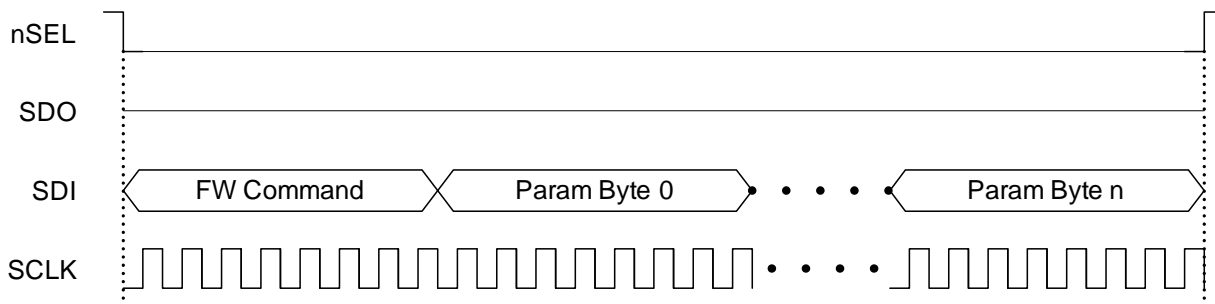 nSEL
SDO
SDI FW Command Param Byte 0 Param Byte n
SCLK